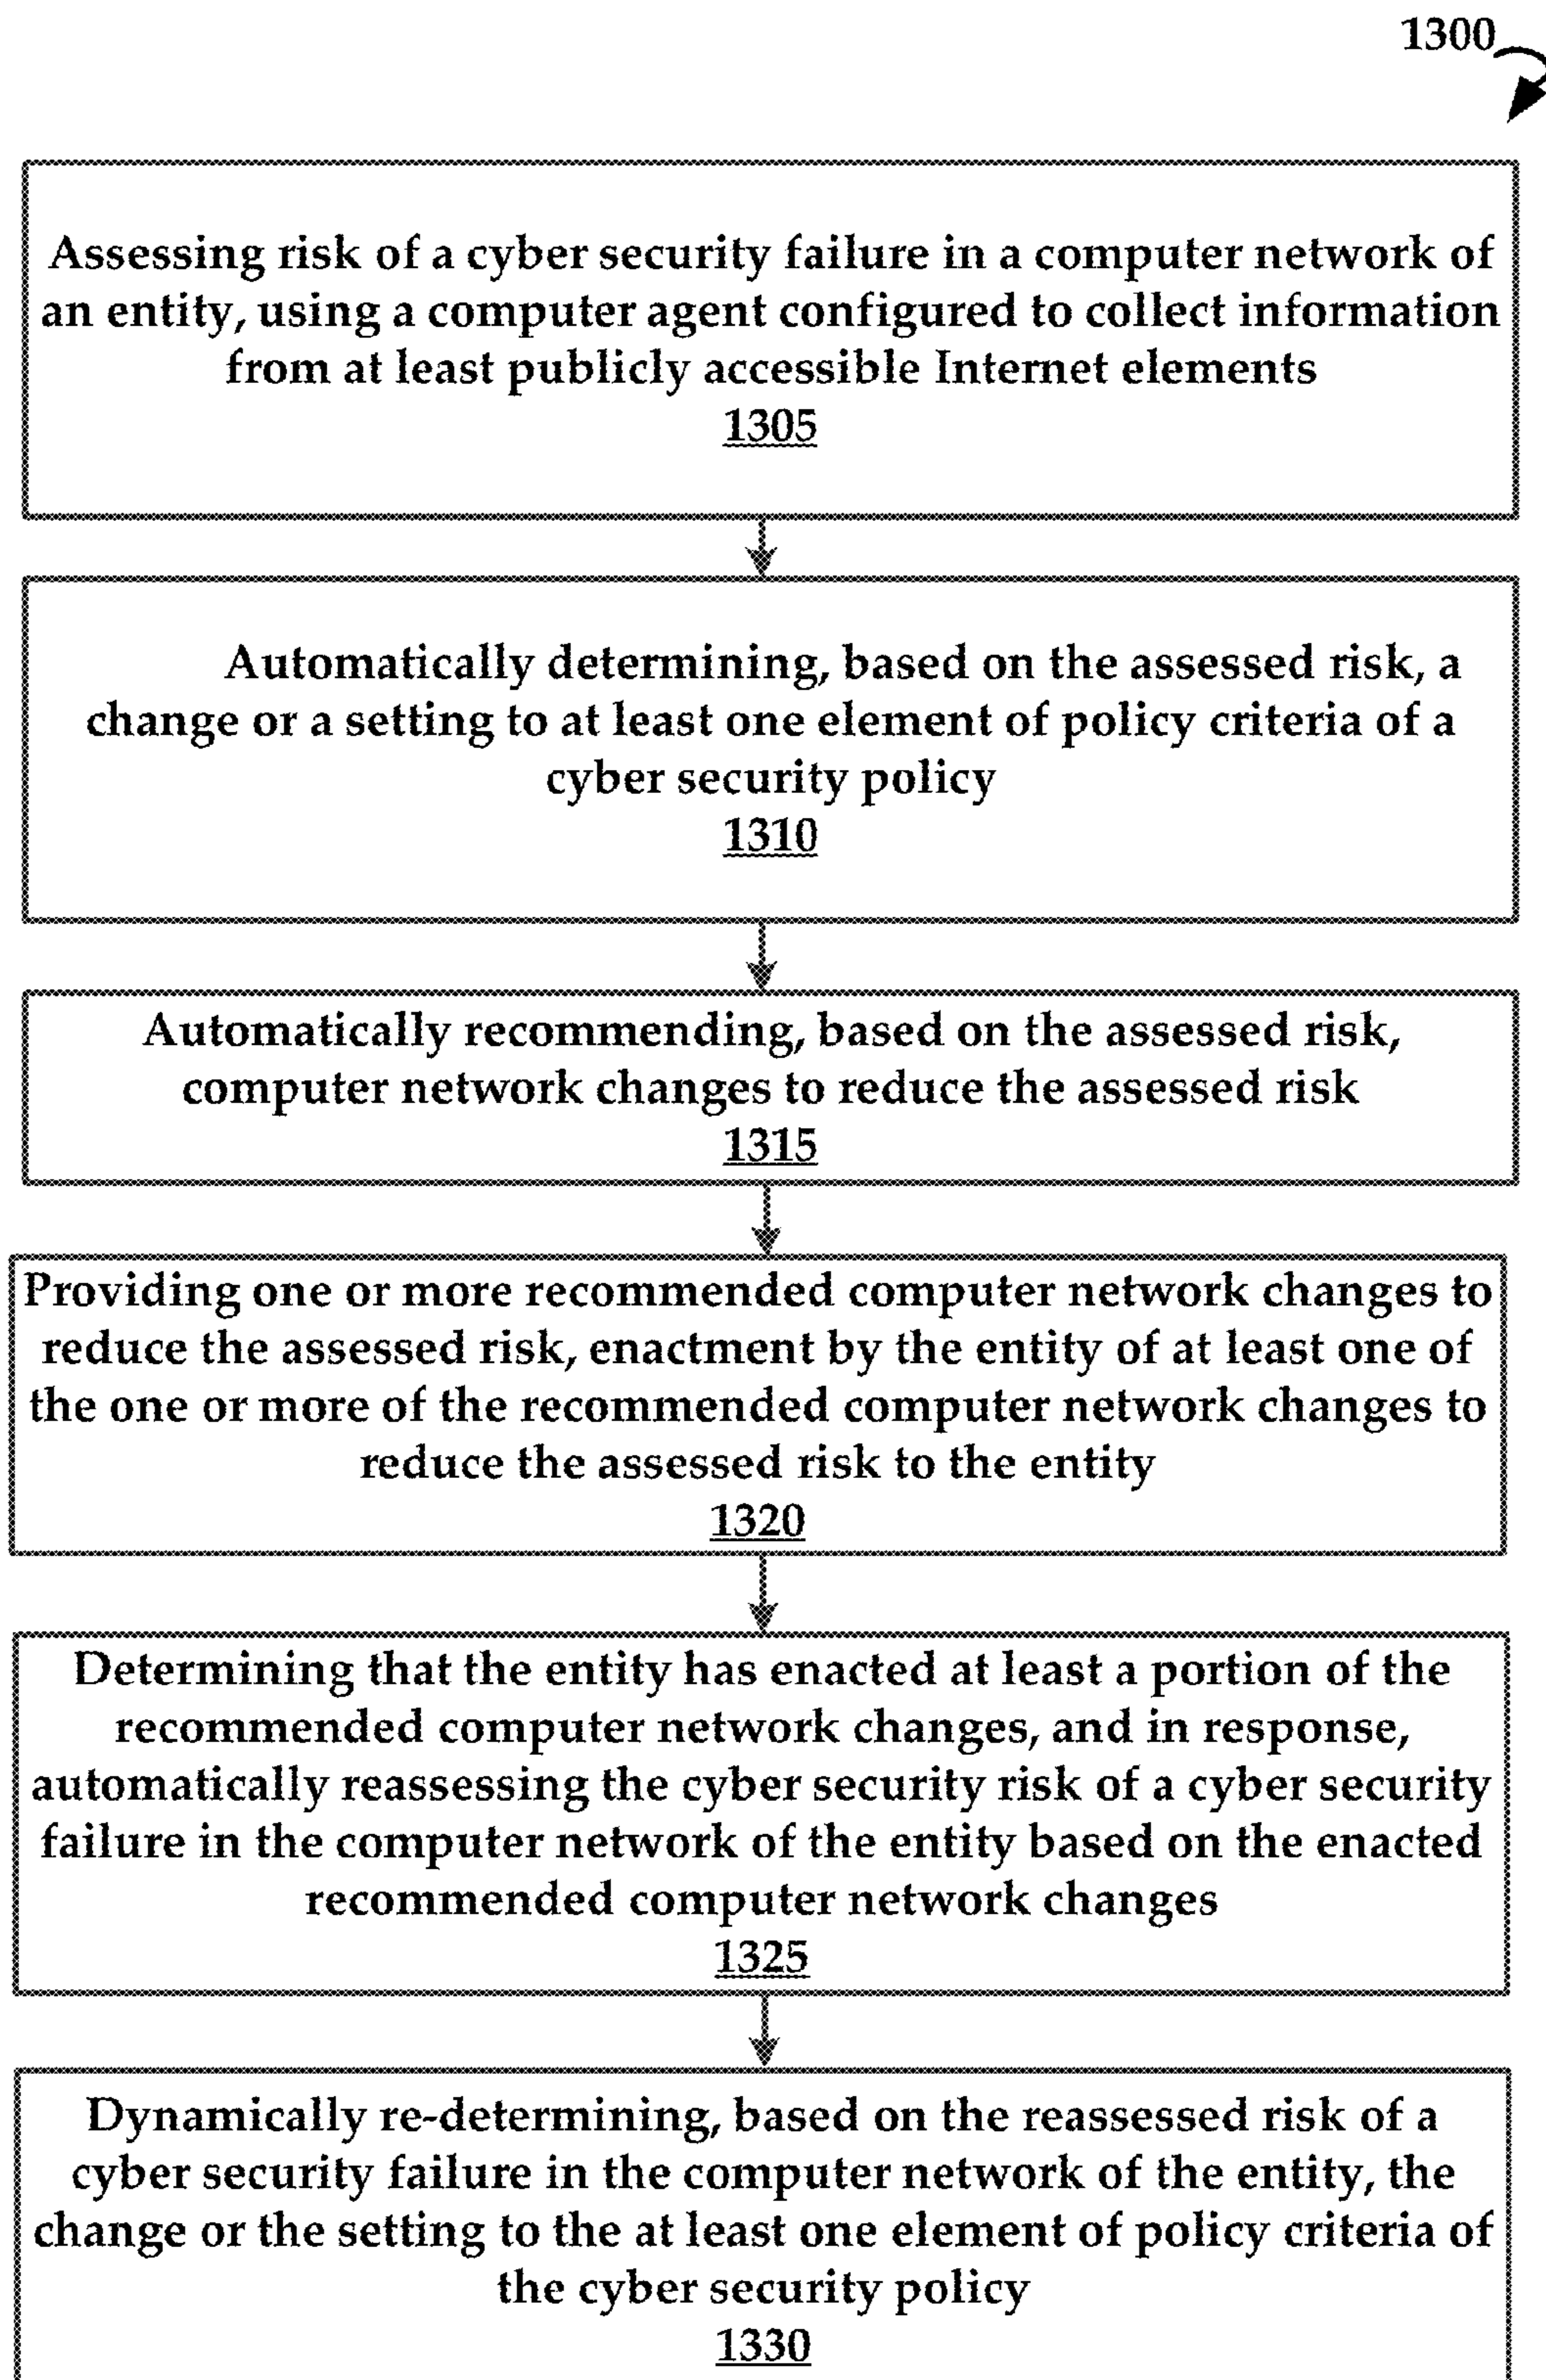 1300
Assessing risk of a cyber security failure in a computer network of
an entity, using a computer agent configured to collect information
from at least publicly accessible Internet elements
1305
Automatically determining, based on the assessed risk, a
change or a setting to at least one element of policy criteria of a
cyber security policy
1310
Automatically recommending, based on the assessed risk,
computer network changes to reduce the assessed risk
1315
Providing one or more recommended computer network changes to
reduce the assessed risk, enactment by the entity of at least one of
the one or more of the recommended computer network changes to
reduce the assessed risk to the entity
1320
Determining that the entity has enacted at least a portion of the
recommended computer network changes, and in response,
automatically reassessing the cyber security risk of a cyber security
failure in the computer network of the entity based on the enacted
recommended computer network changes
1325
Dynamically re-determining, based on the reassessed risk of a
cyber security failure in the computer network of the entity, the
change or the setting to the at least one element of policy criteria of
the cyber security policy
1330